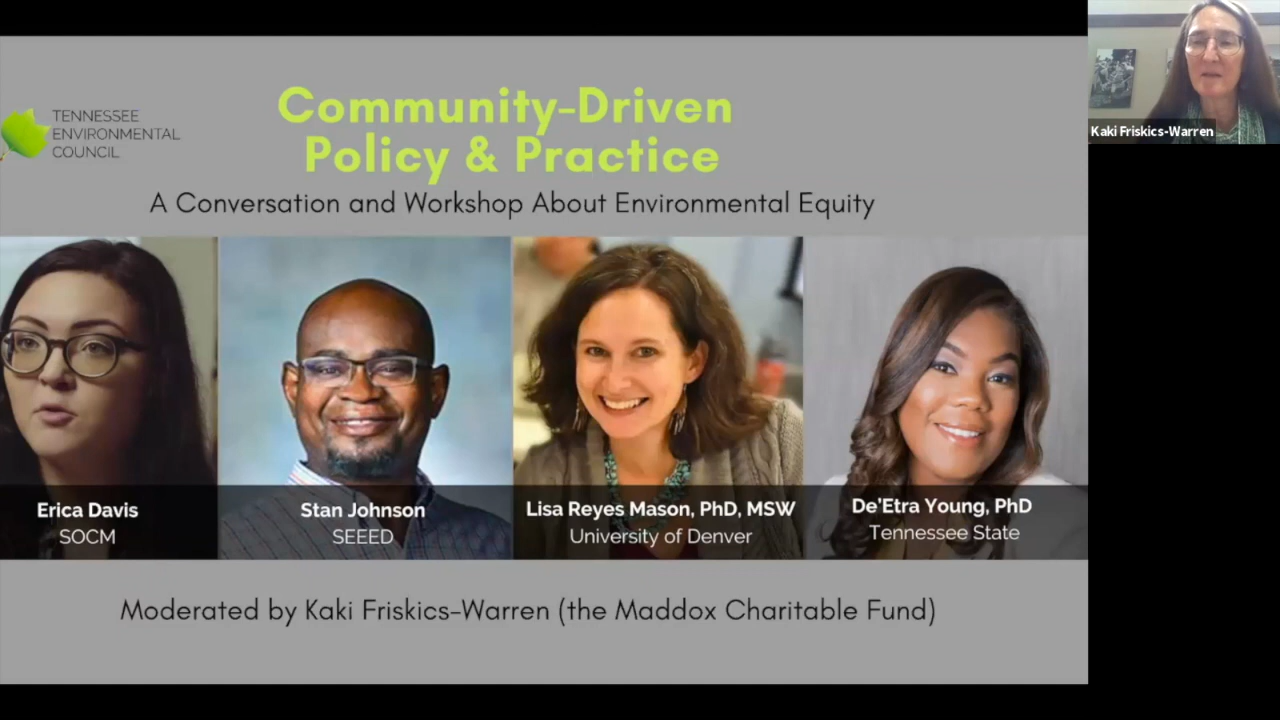 TENNESSEE
ENVIRONMENTAL
COUNCIL
Community-Driven
Policy & Practice
A Conversation and Workshop About Environmental Equity
Erica Davis
SOCM
Stan Johnson
SEEED
Lisa Reyes Mason, PhD, MSW
University of Denver
De'Etra Young, PhD
Tennessee State
Moderated by Kaki Friskics-Warren (the Maddox Charitable Fund)
Kaki Friskics-Warren